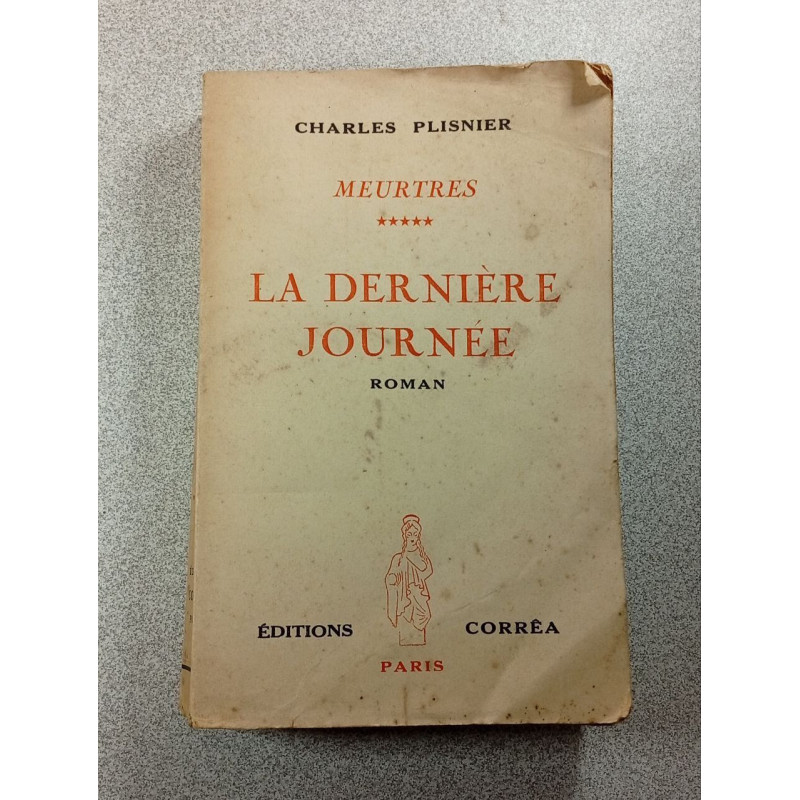 CHARLES PLISNIER
MEURTRES
★★★★★
LA DERNIÈRE
JOURNÉE
ROMAN
ÉDITIONS CORRÊA
PARIS